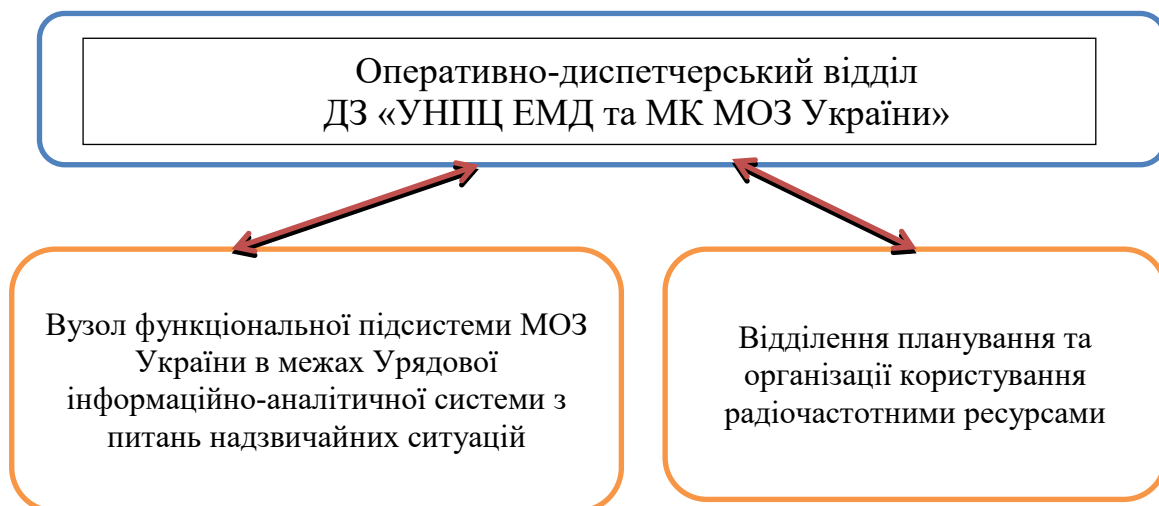 Оперативно-диспетчерський відділ
ДЗ «УНПЦ ЕМД та МК МОЗ України»
Вузол функціональної підсистеми МОЗ
України в межах Урядової
інформаційно-аналітичної системи з
питань надзвичайних ситуацій
Відділення планування та
організації користування
радіочастотними ресурсами